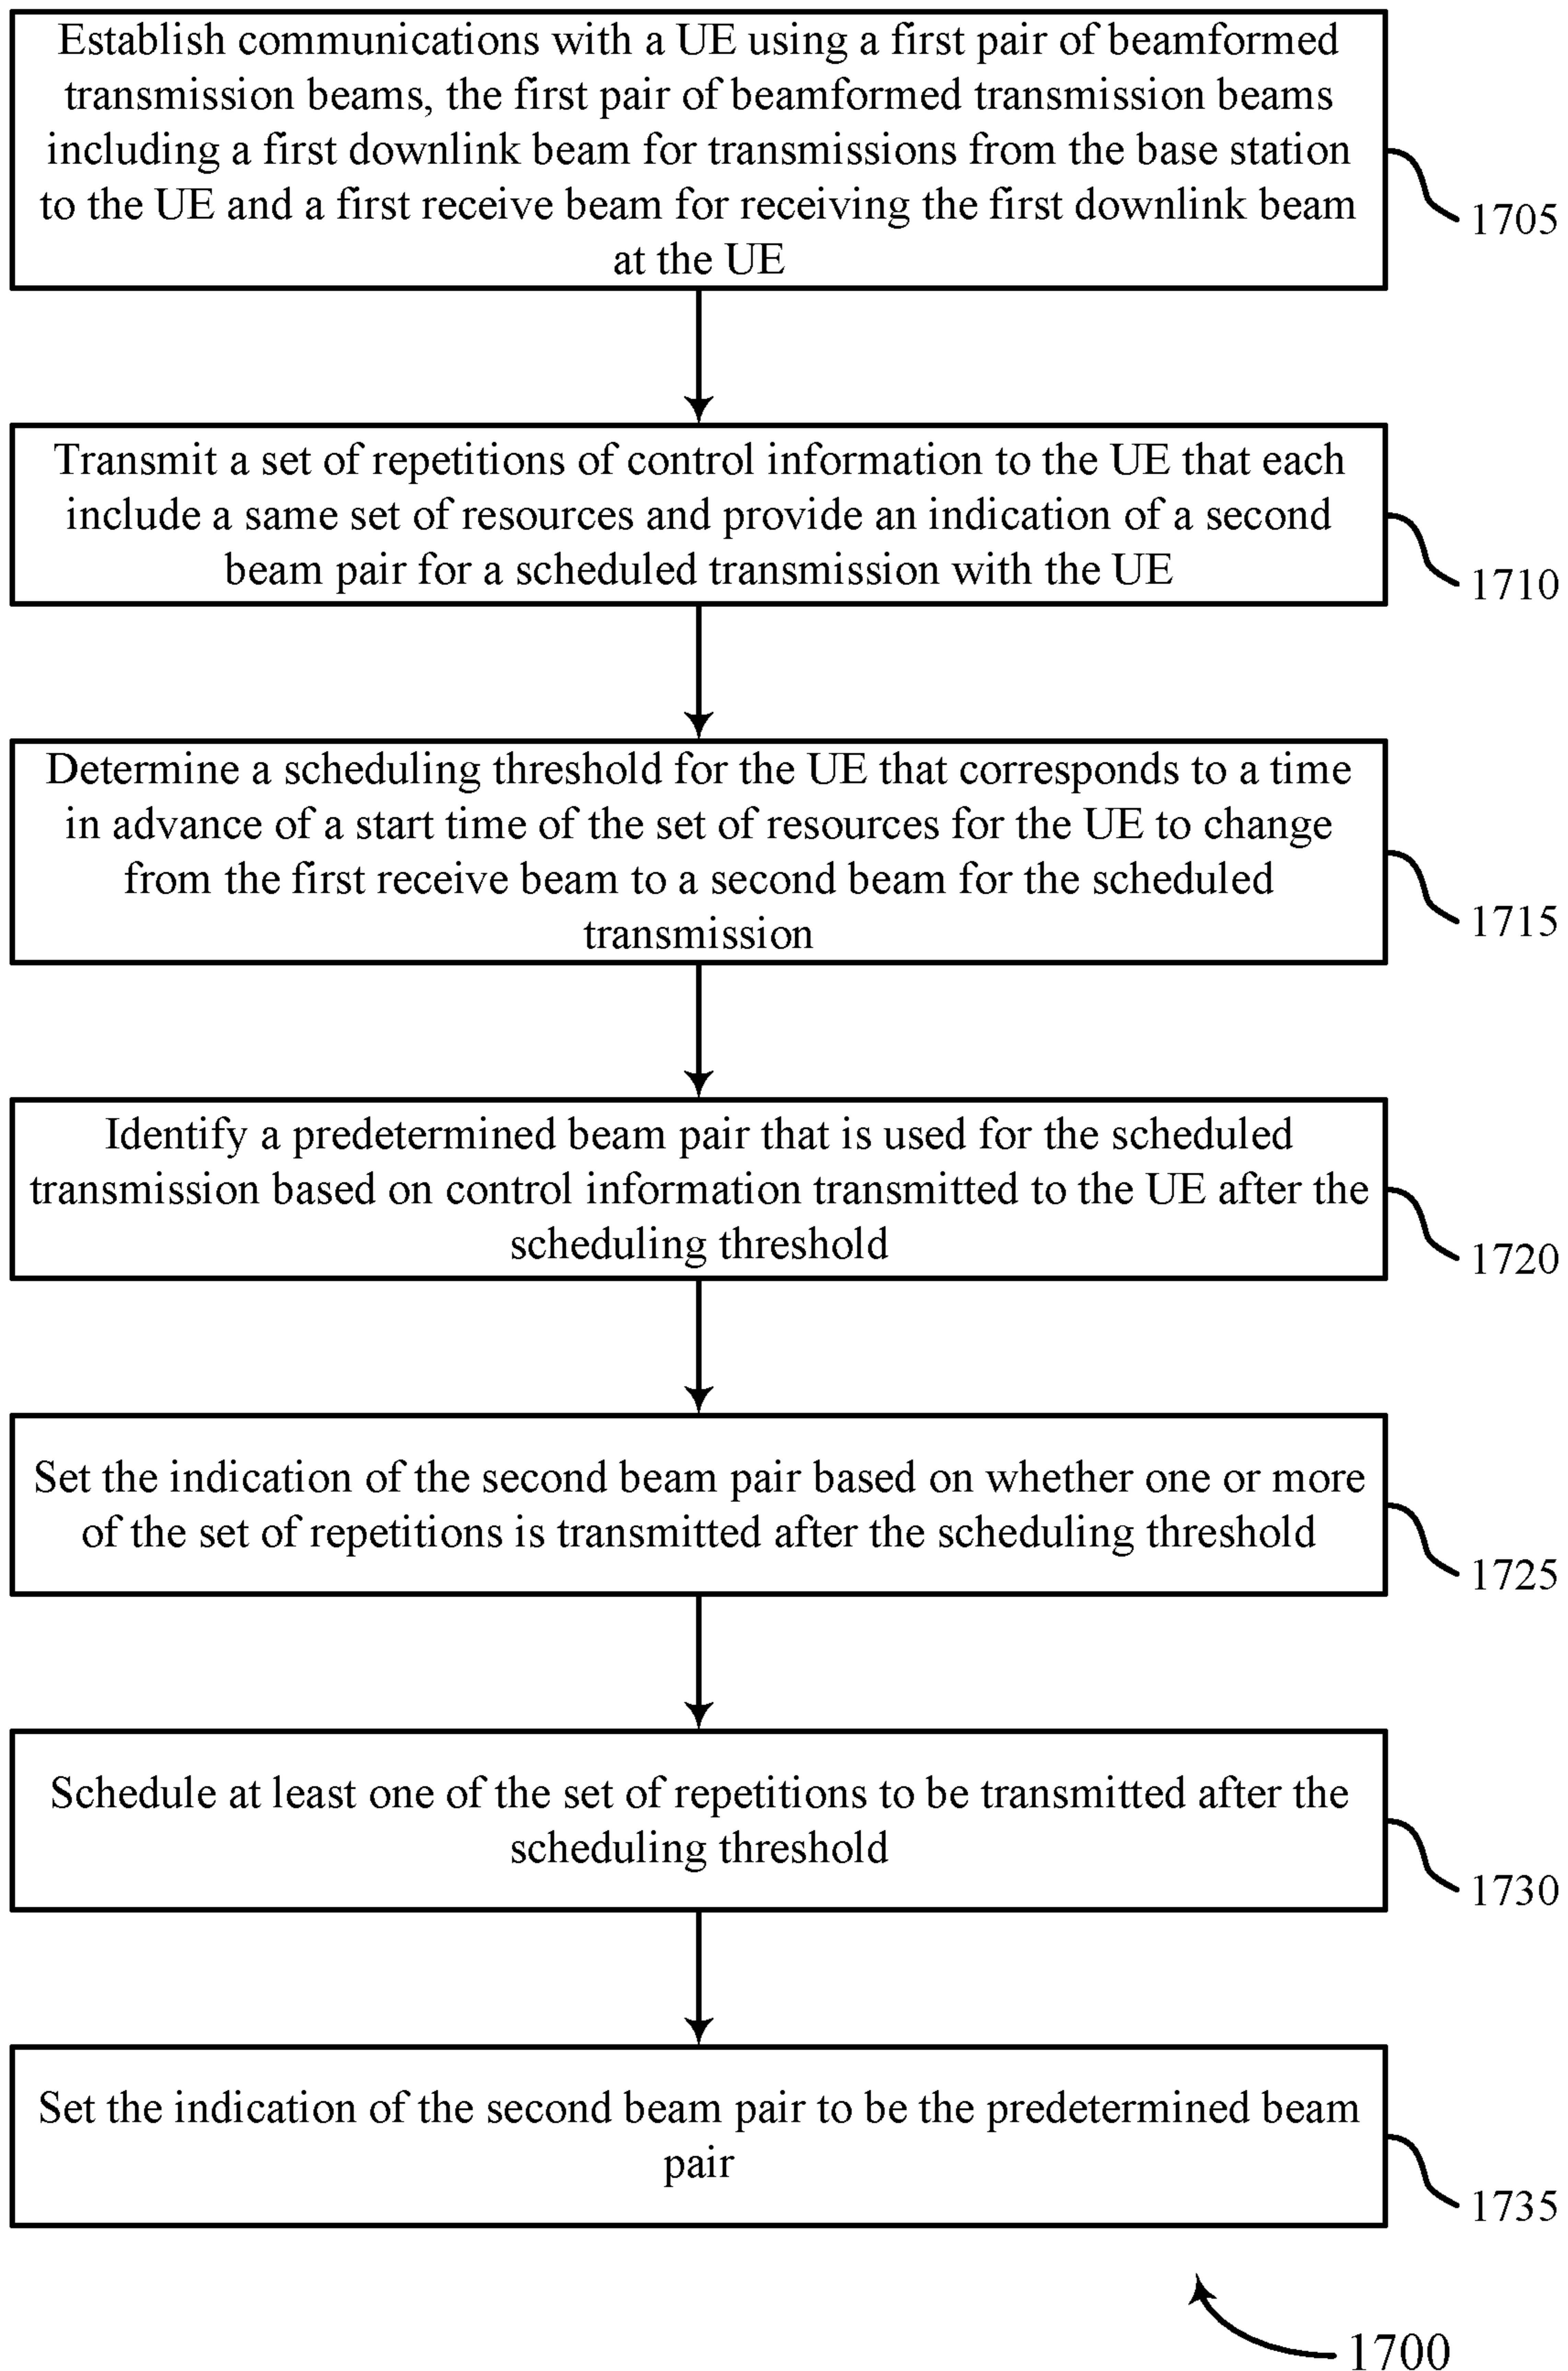 Establish communications with a UE using a first pair of beamformed
transmission beams, the first pair of beamformed transmission beams
including a first downlink beam for transmissions from the base station
to the UE and a first receive beam for receiving the first downlink beam
at the UE
1705
Transmit a set of repetitions of control information to the UE that each
include a same set of resources and provide an indication of a second
beam pair for a scheduled transmission with the UE
1710
Determine a scheduling threshold for the UE that corresponds to a time
in advance of a start time of the set of resources for the UE to change
from the first receive beam to a second beam for the scheduled
transmission
1715
Identify a predetermined beam pair that is used for the scheduled
transmission based on control information transmitted to the UE after the
scheduling threshold
1720
Set the indication of the second beam pair based on whether one or more
of the set of repetitions is transmitted after the scheduling threshold
1725
Schedule at least one of the set of repetitions to be transmitted after the
scheduling threshold
1730
Set the indication of the second beam pair to be the predetermined beam
pair
1735
1700